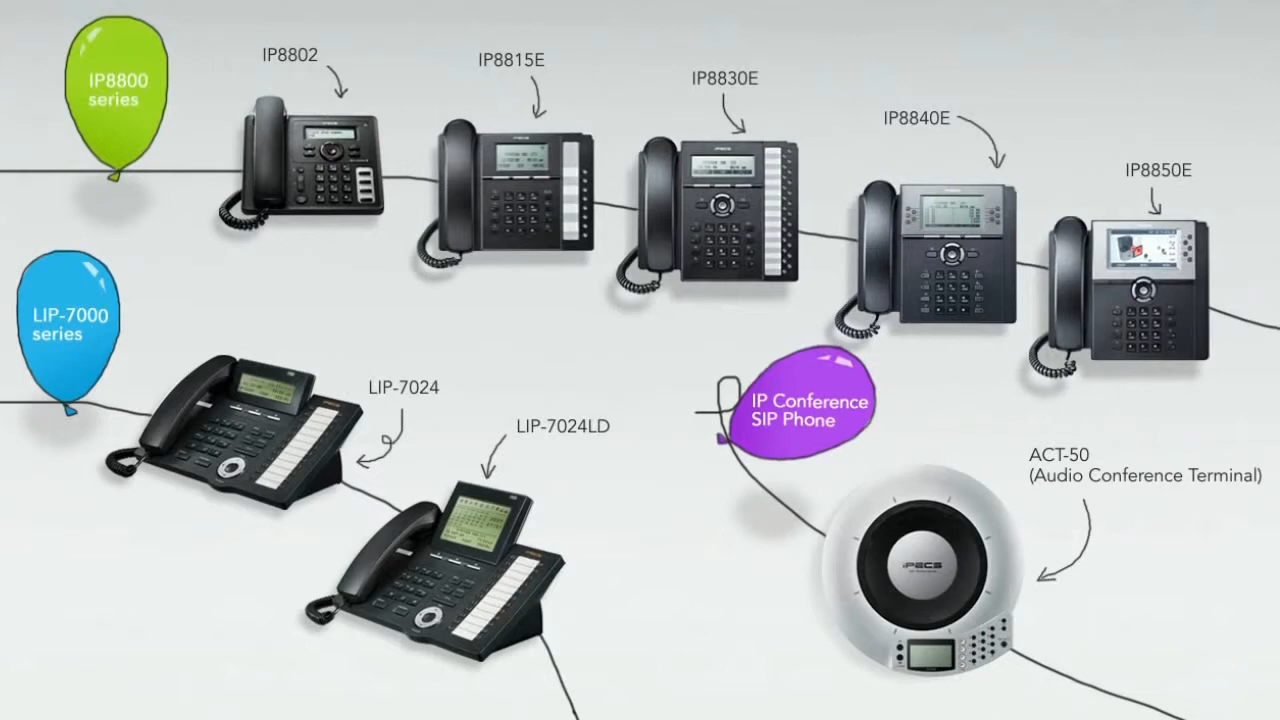 IP8800
series
IP8802
IP8815E
IP8830E
IP8840E
IP8850E
LIP-7000
series
LIP-7024
LIP-7024LD
IP Conference
SIP Phone
ACT-50
(Audio Conference Terminal)
iPECS